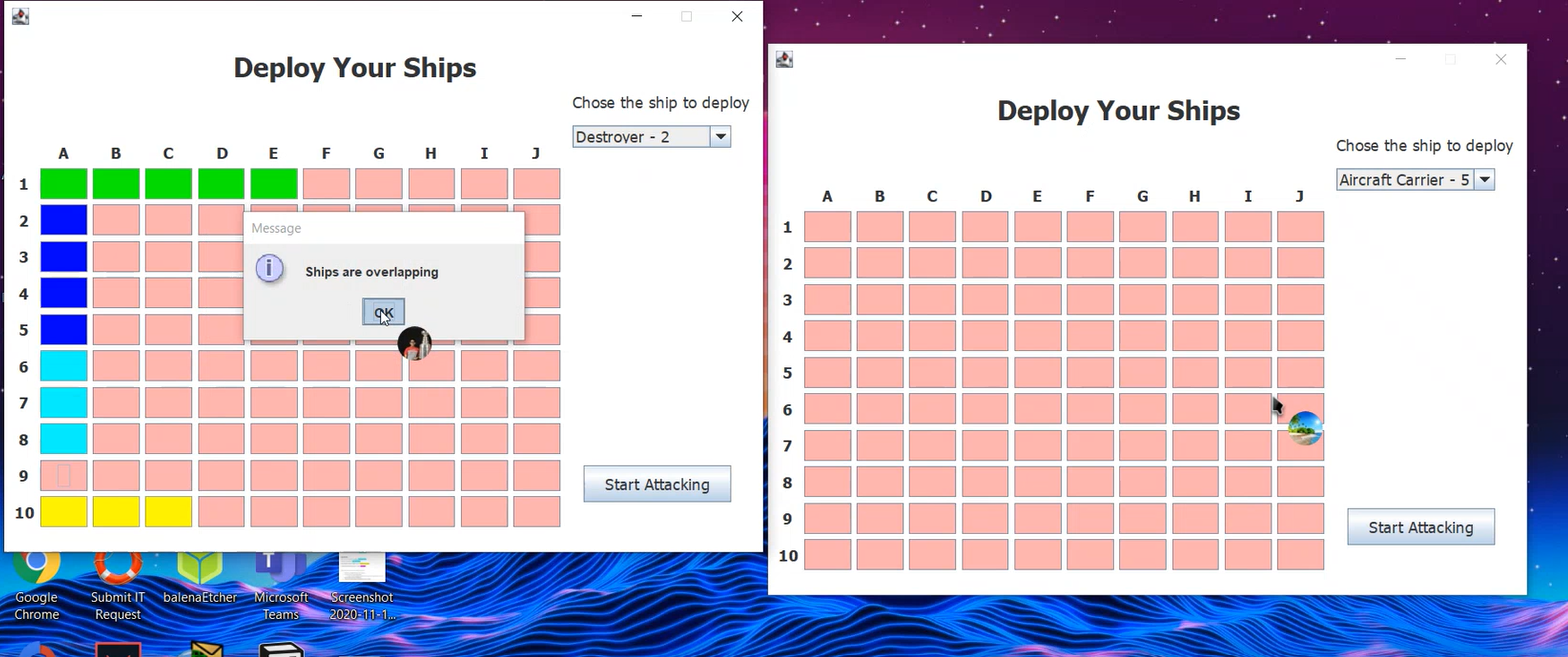 Deploy Your Ships
Chose the ship to deploy
Destroyer - 2
A B C D E F G H I J
1
2
3
4
5
6
7
8
9
10
Message
Ships are overlapping
OK
Start Attacking
Deploy Your Ships
Chose the ship to deploy
Aircraft Carrier - 5
A B C D E F G H I J
1
2
3
4
5
6
7
8
9
10
Start Attacking
Google
Chrome
Submit IT
Request
balenaEtcher
Microsoft
Teams
Screenshot
2020-11-1...